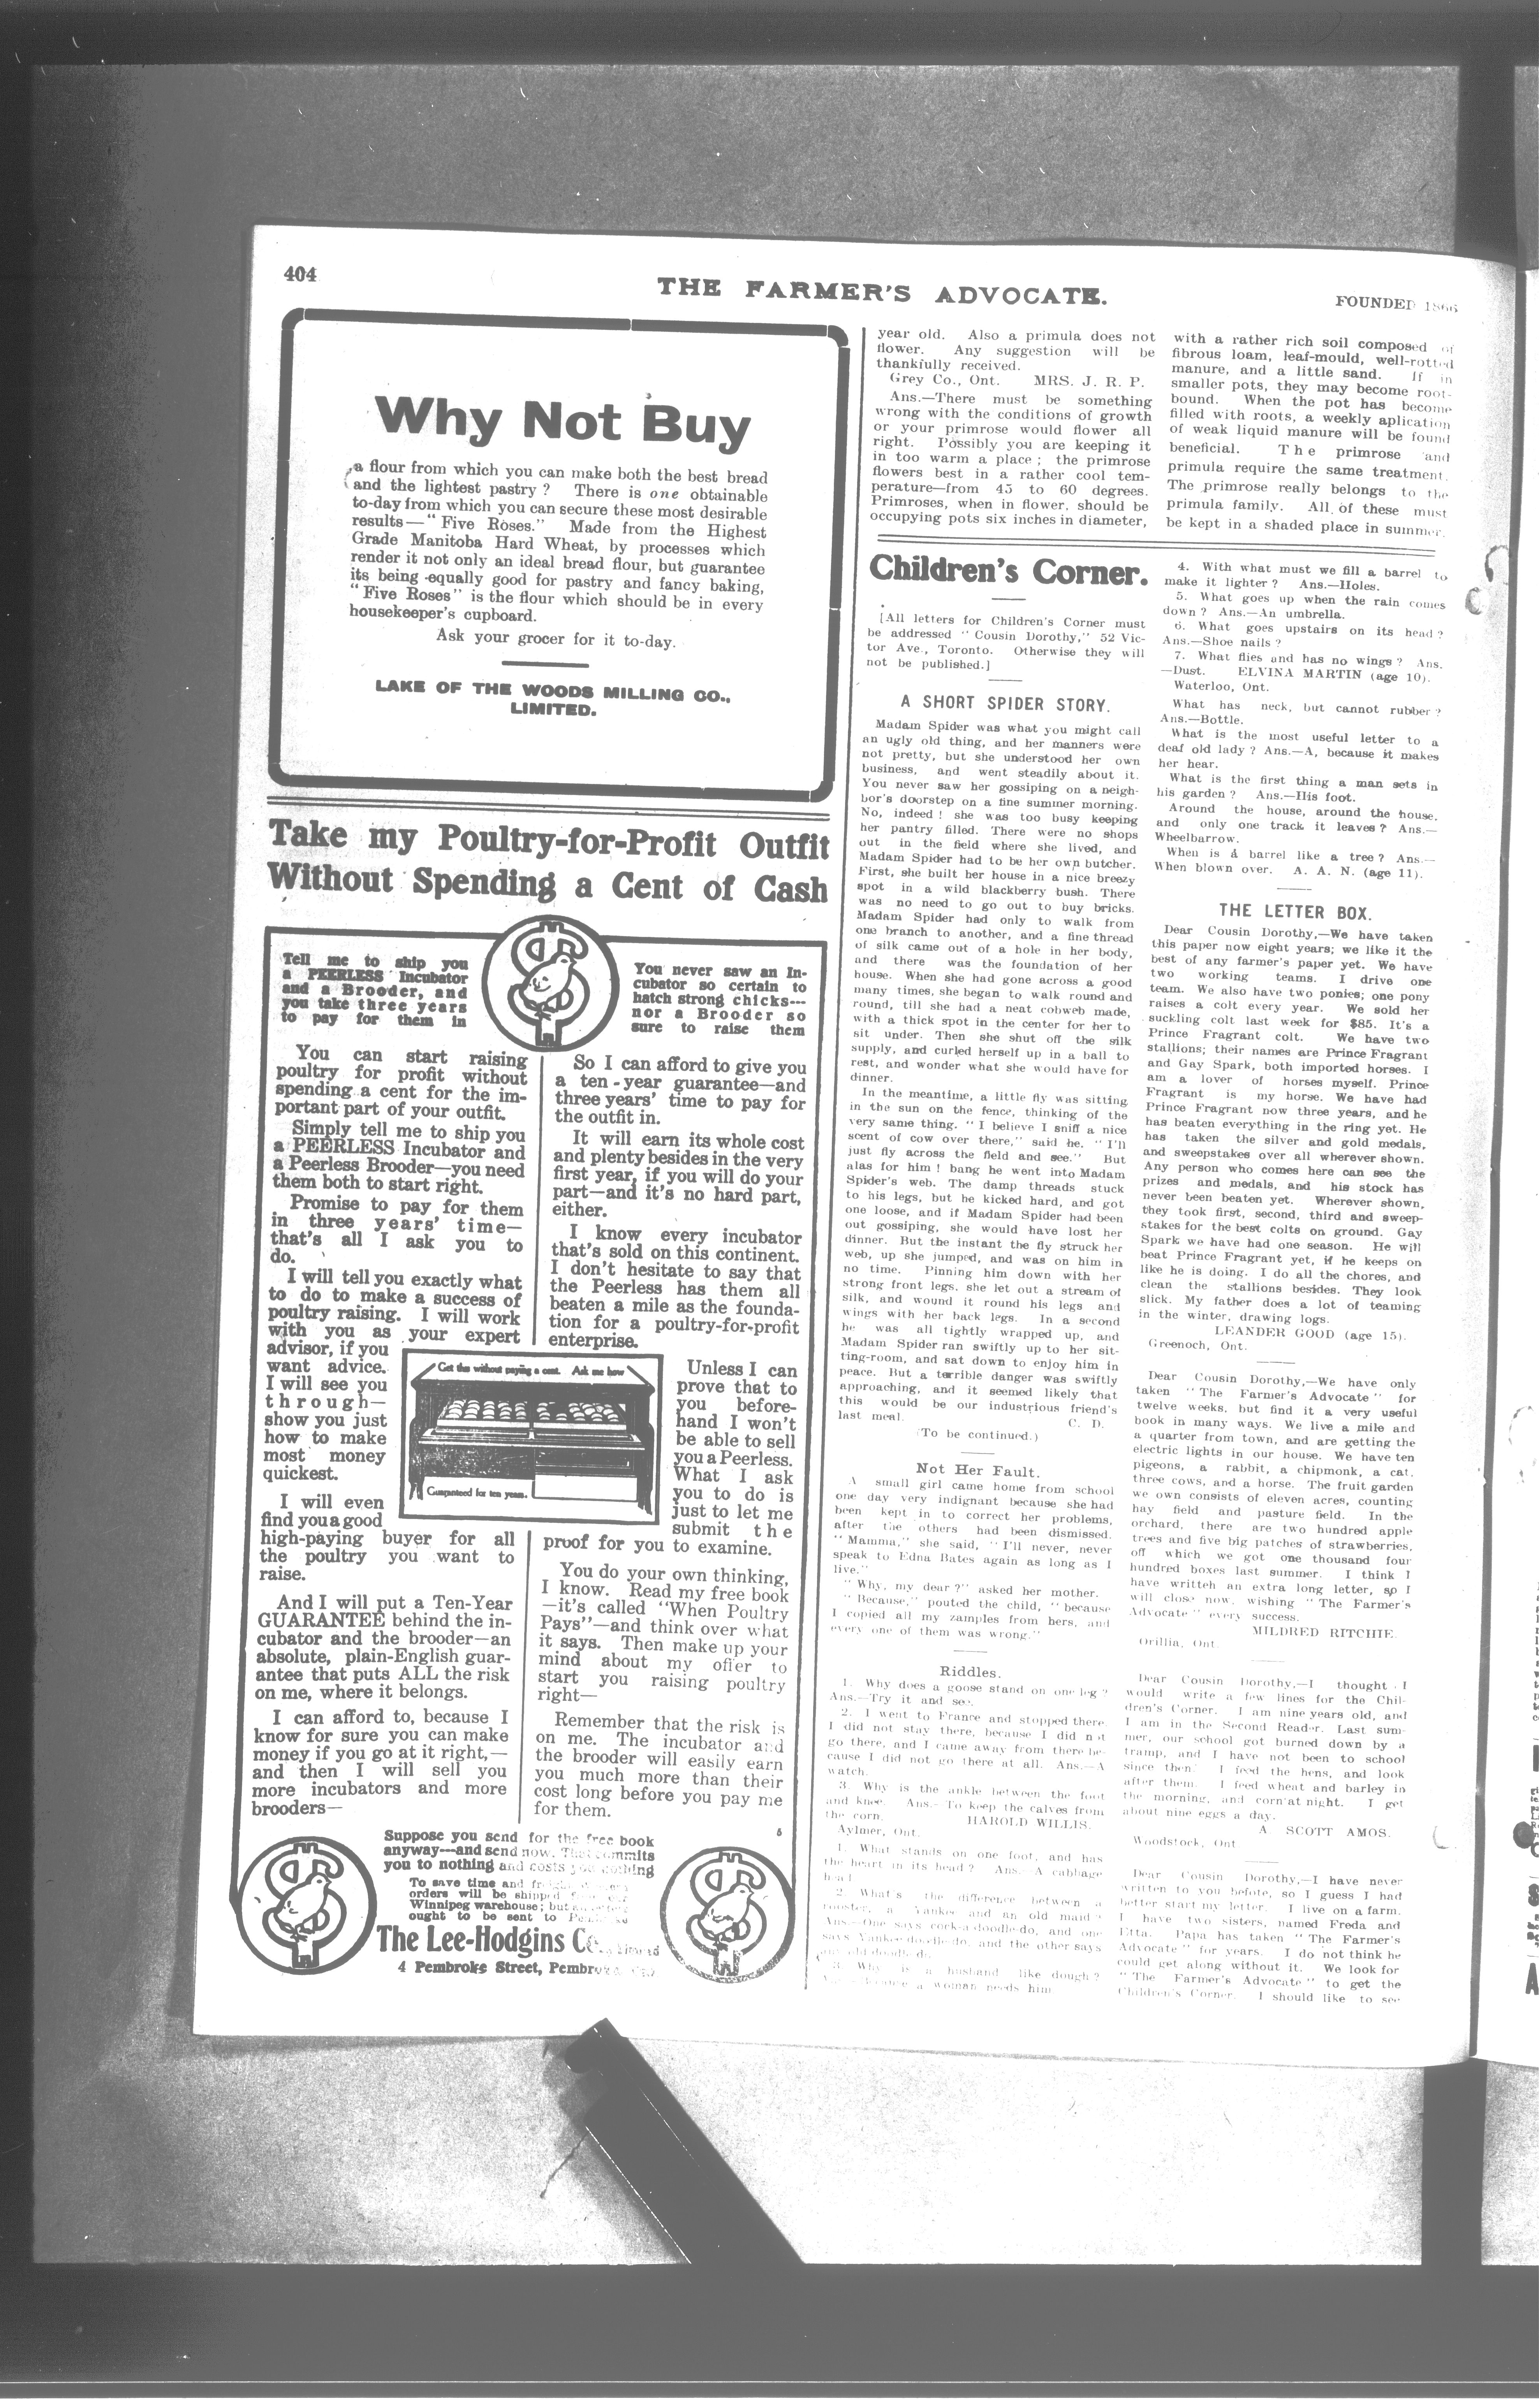 404
THE FARMER'S ADVOCATE.
FOUNDED 1866
Why Not Buy
a flour from which you can make both the best bread
and the lightest pastry ? There is one obtainable
to-day from which you can secure these most desirable
results—" Five Roses." Made from the Highest
Grade Manitoba Hard Wheat, by processes which
render it not only an ideal bread flour, but guarantee
its being equally good for pastry and fancy baking,
" Five Roses" is the flour which should be in every
housekeeper's cupboard.
Ask your grocer for it to-day.
LAKE OF THE WOODS MILLING CO.,
LIMITED.
Take my Poultry-for-Profit Outfit
Without Spending a Cent of Cash
Tell me to ship you
a PEERLESS Incubator
and a Brooder, and
you take three years
to pay for them in
You never saw an In-
cubator so certain to
hatch strong chicks---
nor a Brooder so
sure to raise them
You can start raising
poultry for profit without
spending a cent for the im-
portant part of your outfit.
Simply tell me to ship you
a PEERLESS Incubator and
a Peerless Brooder—you need
them both to start right.
Promise to pay for them
in three years' time—
that's all I ask you to
do.
I will tell you exactly what
to do to make a success of
poultry raising. I will work
with you as your expert
advisor, if you
want advice.
I will see you
through—
show you just
how to make
most money
quickest.
I will even
find you a good
high-paying buyer for all
the poultry you want to
raise.
And I will put a Ten-Year
GUARANTEE behind the in-
cubator and the brooder—an
absolute, plain-English guar-
antee that puts ALL the risk
on me, where it belongs.
I can afford to, because I
know for sure you can make
money if you go at it right,—
and then I will sell you
more incubators and more
brooders—
So I can afford to give you
a ten-year guarantee—and
three years' time to pay for
the outfit in.
It will earn its whole cost
and plenty besides in the very
first year, if you will do your
part—and it's no hard part,
either.
I know every incubator
that's sold on this continent.
I don't hesitate to say that
the Peerless has them all
beaten a mile as the founda-
tion for a poultry-for-profit
enterprise.
Get this without paying a cent. Ask me how
Guaranteed for ten years.
Unless I can
prove that to
you before-
hand I won't
be able to sell
you a Peerless.
What I ask
you to do is
just to let me
submit the
proof for you to examine.
You do your own thinking,
I know. Read my free book
—it's called "When Poultry
Pays"—and think over what
it says. Then make up your
mind about my offer to
start you raising poultry
right—
Remember that the risk is
on me. The incubator and
the brooder will easily earn
you much more than their
cost long before you pay me
for them.
Suppose you send for the free book
anyway---and send now. That commits
you to nothing and costs you nothing
To save time and
orders will be shipped
Winnipeg warehouse; but
ought to be sent to
The Lee-Hodgins Co., Limited
4 Pembroke Street, Pembroke, Ont.
year old. Also a primula does not
flower. Any suggestion will be
thankfully received.
Grey Co., Ont. MRS. J. R. P.
Ans.—There must be something
wrong with the conditions of growth
or your primrose would flower all
right. Possibly you are keeping it
in too warm a place ; the primrose
flowers best in a rather cool tem-
perature—from 45 to 60 degrees.
Primroses, when in flower, should be
occupying pots six inches in diameter,
with a rather rich soil composed of
fibrous loam, leaf-mould, well-rotted
manure, and a little sand. If in
smaller pots, they may become root-
bound. When the pot has become
filled with roots, a weekly aplication
of weak liquid manure will be found
beneficial. The primrose and
primula require the same treatment.
The primrose really belongs to the
primula family. All of these must
be kept in a shaded place in summer.
Children's Corner.
[All letters for Children's Corner must
be addressed " Cousin Dorothy," 52 Vic-
tor Ave., Toronto. Otherwise they will
not be published.]
A SHORT SPIDER STORY.
Madam Spider was what you might call
an ugly old thing, and her manners were
not pretty, but she understood her own
business, and went steadily about it.
You never saw her gossiping on a neigh-
bor's doorstep on a fine summer morning.
No, indeed ! she was too busy keeping
her pantry filled. There were no shops
out in the field where she lived, and
Madam Spider had to be her own butcher.
First, she built her house in a nice breezy
spot in a wild blackberry bush. There
was no need to go out to buy bricks.
Madam Spider had only to walk from
one branch to another, and a fine thread
of silk came out of a hole in her body,
and there was the foundation of her
house. When she had gone across a good
many times, she began to walk round and
round, till she had a neat cobweb made,
with a thick spot in the center for her to
sit under. Then she shut off the silk
supply, and curled herself up in a ball to
rest, and wonder what she would have for
dinner.
In the meantime, a little fly was sitting
in the sun on the fence, thinking of the
very same thing. " I believe I sniff a nice
scent of cow over there," said he. " I'll
just fly across the field and see." But
alas for him ! bang he went into Madam
Spider's web. The damp threads stuck
to his legs, but he kicked hard, and got
one loose, and if Madam Spider had been
out gossiping, she would have lost her
dinner. But the instant the fly struck her
web, up she jumped, and was on him in
no time. Pinning him down with her
strong front legs, she let out a stream of
silk, and wound it round his legs and
wings with her back legs. In a second
he was all tightly wrapped up, and
Madam Spider ran swiftly up to her sit-
ting-room, and sat down to enjoy him in
peace. But a terrible danger was swiftly
approaching, and it seemed likely that
this would be our industrious friend's
last meal. C. D.
(To be continued.)
Not Her Fault.
A small girl came home from school
one day very indignant because she had
been kept in to correct her problems,
after the others had been dismissed.
" Mamma," she said, " I'll never, never
speak to Edna Bates again as long as I
live."
" Why, my dear ?" asked her mother.
" Because," pouted the child, " because
I copied all my zamples from hers, and
every one of them was wrong."
Riddles.
1. Why does a goose stand on one leg ?
Ans.—Try it and see.
2. I went to France and stopped there.
I did not stay there, because I did not
go there, and I came away from there be-
cause I did not go there at all. Ans.—A
watch.
3. Why is the ankle between the foot
and knee. Ans.—To keep the calves from
the corn. HAROLD WILLIS.
Aylmer, Ont.
1. What stands on one foot, and has
the heart in its head ? Ans.—A cabbage
head.
2. What's the difference between a
rooster, a Yankee and an old maid ?
Ans.—One says cock-a-doodle-do, and one
says Yankee-doodle-do, and the other says
3. Why is a husband like dough ?
a woman needs him.
4. With what must we fill a barrel to
make it lighter ? Ans.—Holes.
5. What goes up when the rain comes
down ? Ans.—An umbrella.
6. What goes upstairs on its head ?
Ans.—Shoe nails ?
7. What flies and has no wings ? Ans.
—Dust. ELVINA MARTIN (age 10).
Waterloo, Ont.
What has neck, but cannot rubber ?
Ans.—Bottle.
What is the most useful letter to a
deaf old lady ? Ans.—A, because it makes
her hear.
What is the first thing a man sets in
his garden ? Ans.—His foot.
Around the house, around the house,
and only one track it leaves ? Ans.—
Wheelbarrow.
When is a barrel like a tree ? Ans.—
When blown over. A. A. N. (age 11).
THE LETTER BOX.
Dear Cousin Dorothy,—We have taken
this paper now eight years; we like it the
best of any farmer's paper yet. We have
two working teams. I drive one
team. We also have two ponies; one pony
raises a colt every year. We sold her
suckling colt last week for $85. It's a
Prince Fragrant colt. We have two
stallions; their names are Prince Fragrant
and Gay Spark, both imported horses. I
am a lover of horses myself. Prince
Fragrant is my horse. We have had
Prince Fragrant now three years, and he
has beaten everything in the ring yet. He
has taken the silver and gold medals,
and sweepstakes over all wherever shown.
Any person who comes here can see the
prizes and medals, and his stock has
never been beaten yet. Wherever shown,
they took first, second, third and sweep-
stakes for the best colts on ground. Gay
Spark we have had one season. He will
beat Prince Fragrant yet, if he keeps on
like he is doing. I do all the chores, and
clean the stallions besides. They look
slick. My father does a lot of teaming
in the winter, drawing logs.
LEANDER GOOD (age 15).
Greenoch, Ont.
Dear Cousin Dorothy,—We have only
taken " The Farmer's Advocate " for
twelve weeks, but find it a very useful
book in many ways. We live a mile and
a quarter from town, and are getting the
electric lights in our house. We have ten
pigeons, a rabbit, a chipmonk, a cat,
three cows, and a horse. The fruit garden
we own consists of eleven acres, counting
hay field and pasture field. In the
orchard, there are two hundred apple
trees and five big patches of strawberries,
off which we got one thousand four
hundred boxes last summer. I think I
have writteh an extra long letter, so I
will close now, wishing " The Farmer's
Advocate " every success.
MILDRED RITCHIE.
Orillia, Ont.
Dear Cousin Dorothy,—I thought I
would write a few lines for the Chil-
dren's Corner. I am nine years old, and
I am in the Second Reader. Last sum-
mer, our school got burned down by a
tramp, and I have not been to school
since then. I feed the hens, and look
after them. I feed wheat and barley in
the morning, and corn at night. I get
about nine eggs a day.
A. SCOTT AMOS.
Woodstock, Ont.
Dear Cousin Dorothy,—I have never
written to you before, so I guess I had
better start my letter. I live on a farm.
I have two sisters, named Freda and
Etta. Papa has taken " The Farmer's
Advocate " for years. I do not think he
could get along without it. We look for
" The Farmer's Advocate " to get the
Children's Corner. I should like to see